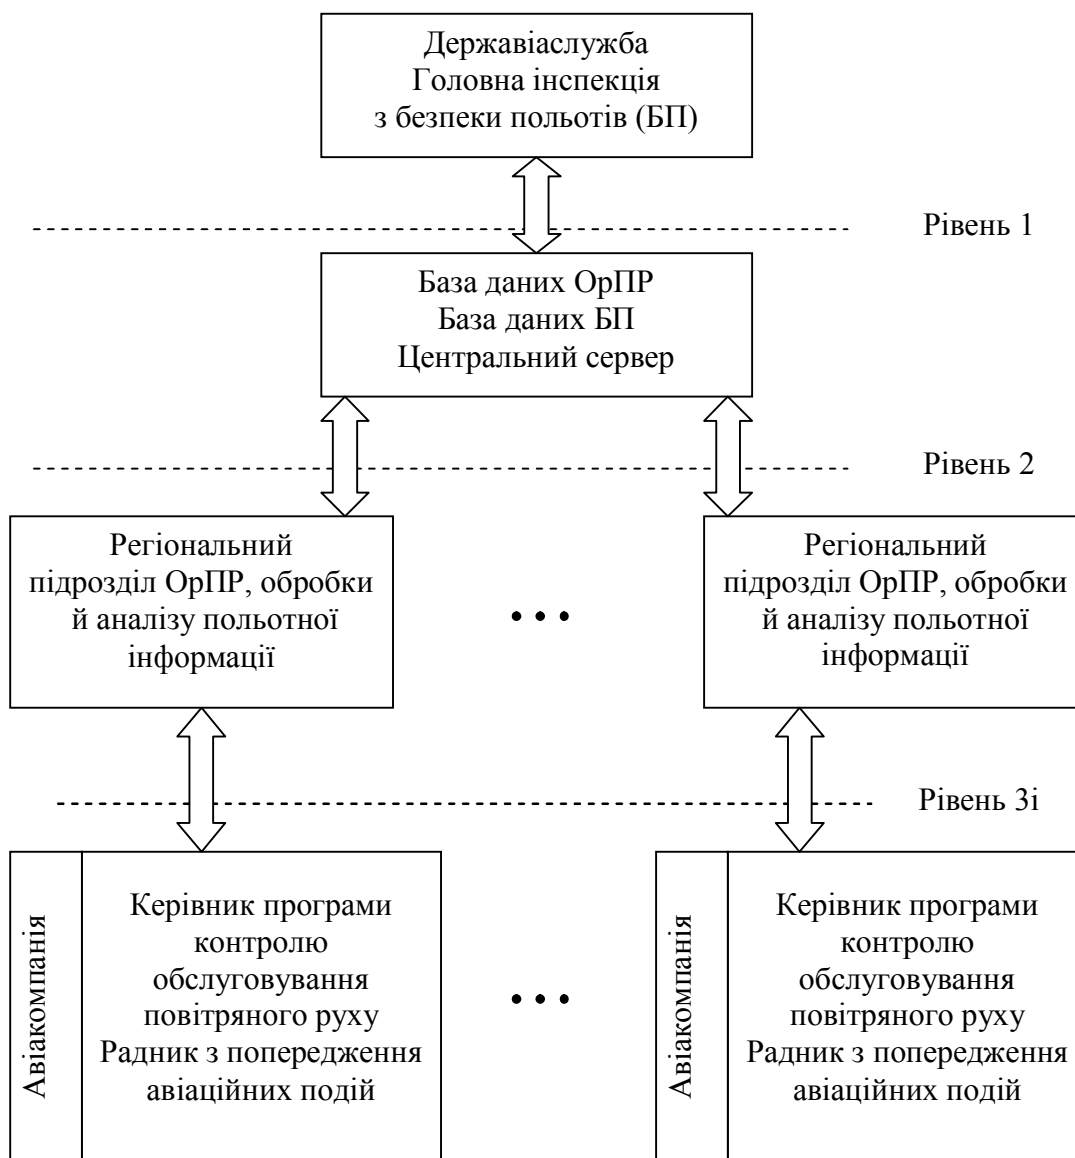 Державіаслужба
Головна інспекція
з безпеки польотів (БП)
Рівень 1
База даних ОрПР
База даних БП
Центральний сервер
Рівень 2
Регіональний
підрозділ ОрПР, обробки
й аналізу польотної
інформації
• • •
Регіональний
підрозділ ОрПР, обробки
й аналізу польотної
інформації
Рівень 3і
Авіакомпанія
Керівник програми
контролю
обслуговування
повітряного руху
Радник з попередження
авіаційних подій
• • •
Авіакомпанія
Керівник програми
контролю
обслуговування
повітряного руху
Радник з попередження
авіаційних подій